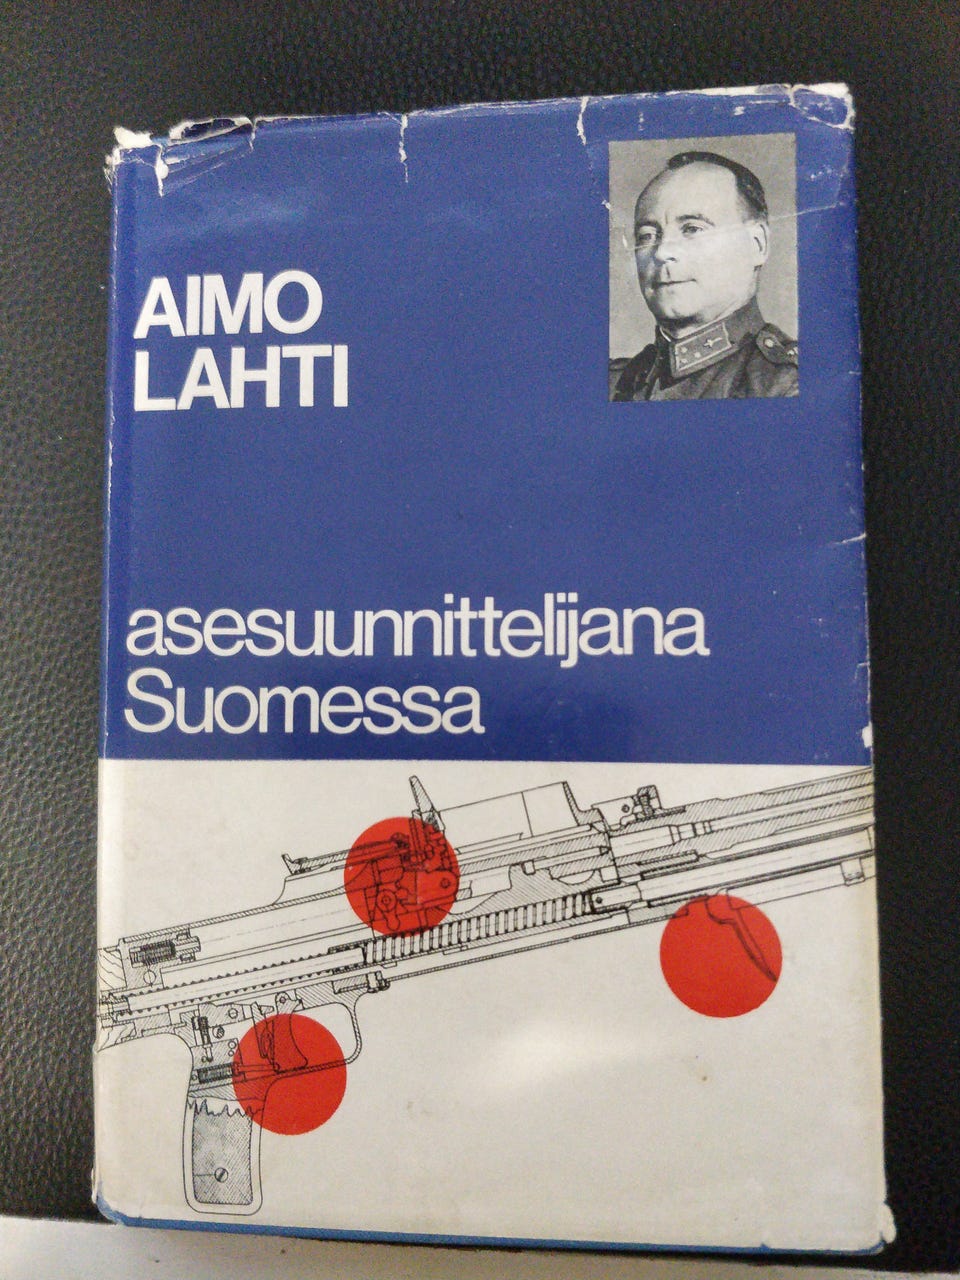 AIMO
LAHTI
asesuunnittelijana
Suomessa